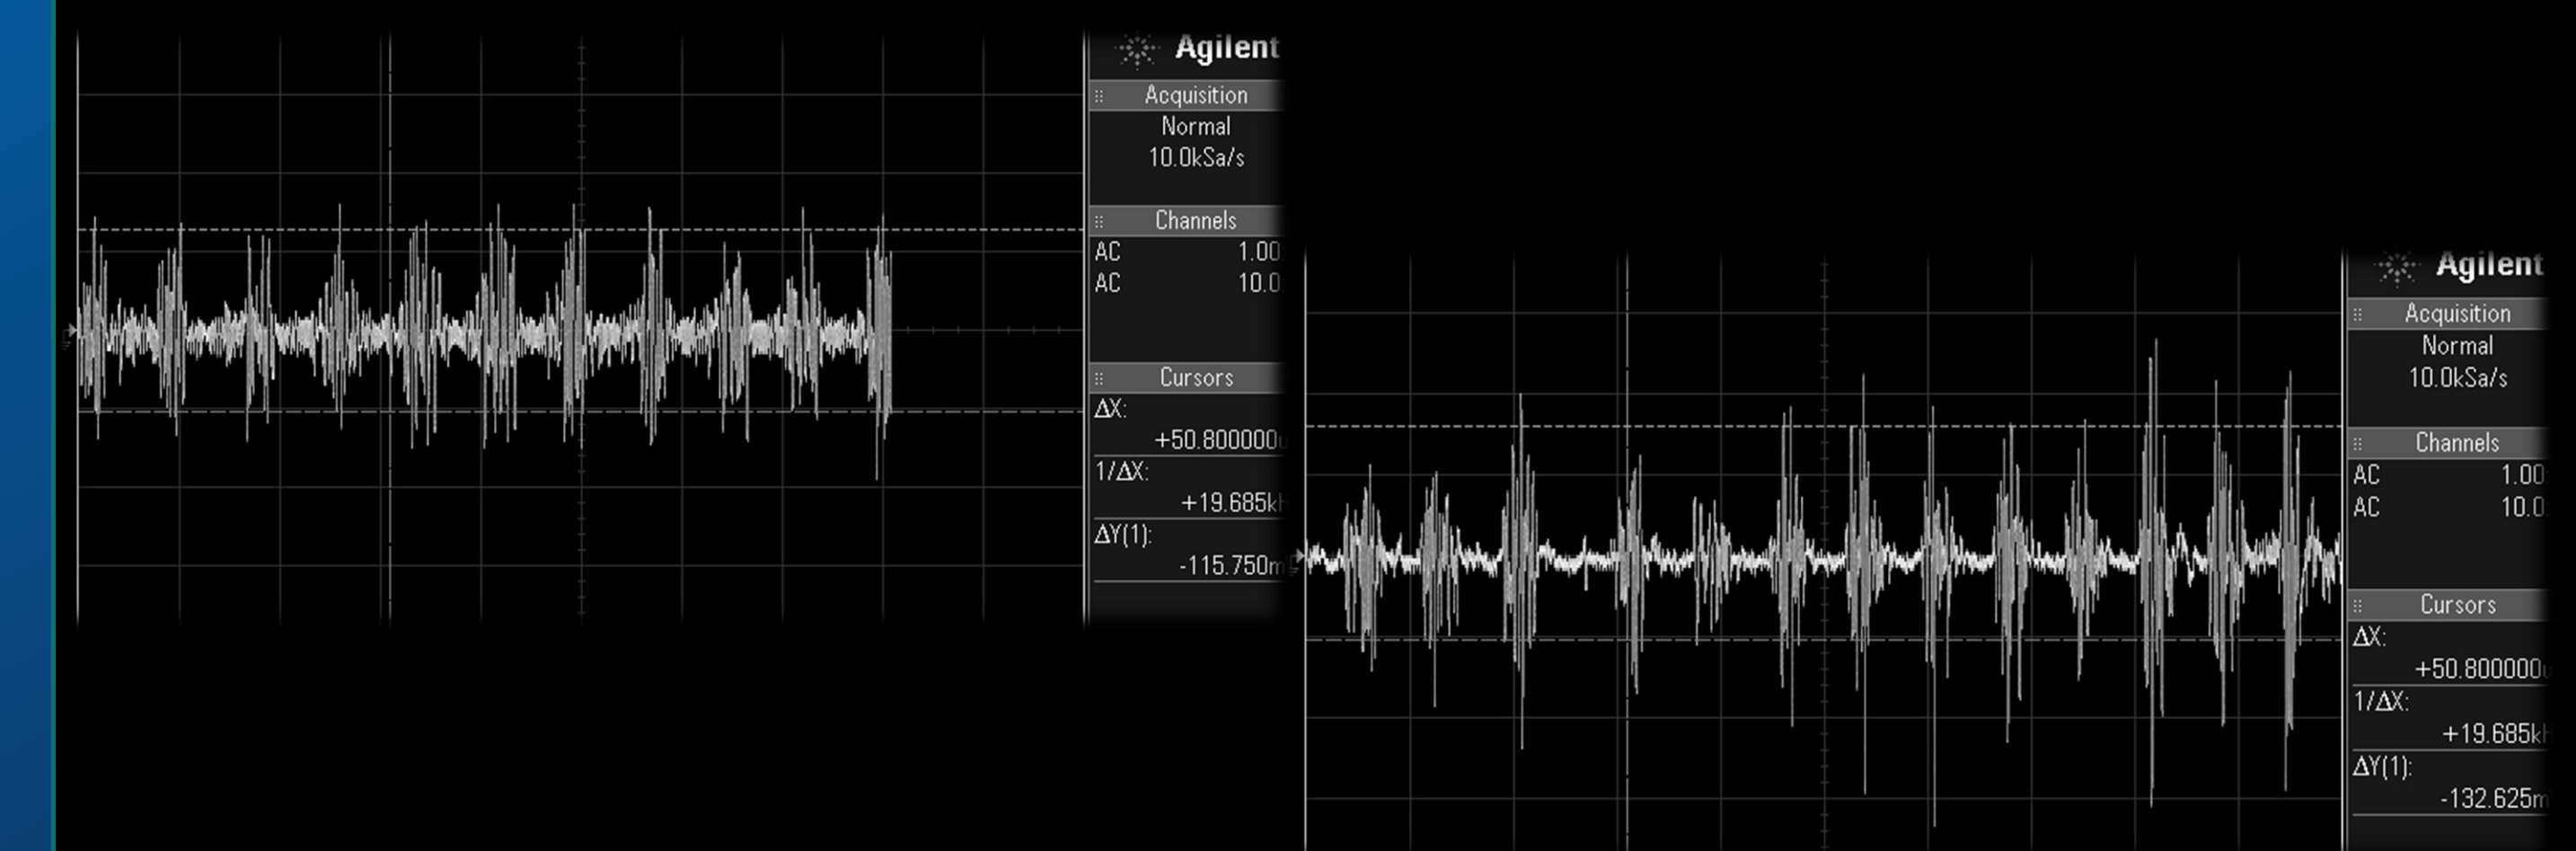 Agilent
Acquisition
Normal
10.0kSa/s
Channels
AC 1.00
AC 10.0
Cursors
ΔX:
+50.800000
1/ΔX:
+19.685k
ΔY(1):
-115.750m
Agilent
Acquisition
Normal
10.0kSa/s
Channels
AC 1.00
AC 10.0
Cursors
ΔX:
+50.800000
1/ΔX:
+19.685k
ΔY(1):
-132.625m